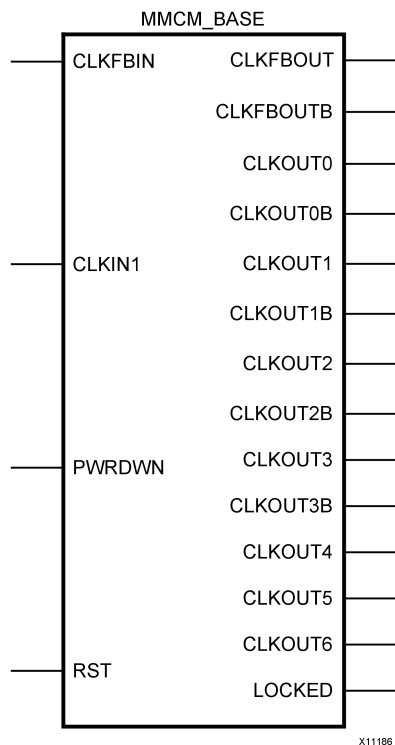 MMCM_BASE
CLKFBIN
CLKFBOUT
CLKFBOUTB
CLKOUT0
CLKOUT0B
CLKIN1
CLKOUT1
CLKOUT1B
CLKOUT2
CLKOUT2B
PWRDWN
CLKOUT3
CLKOUT3B
CLKOUT4
CLKOUT5
CLKOUT6
RST
LOCKED
X11186